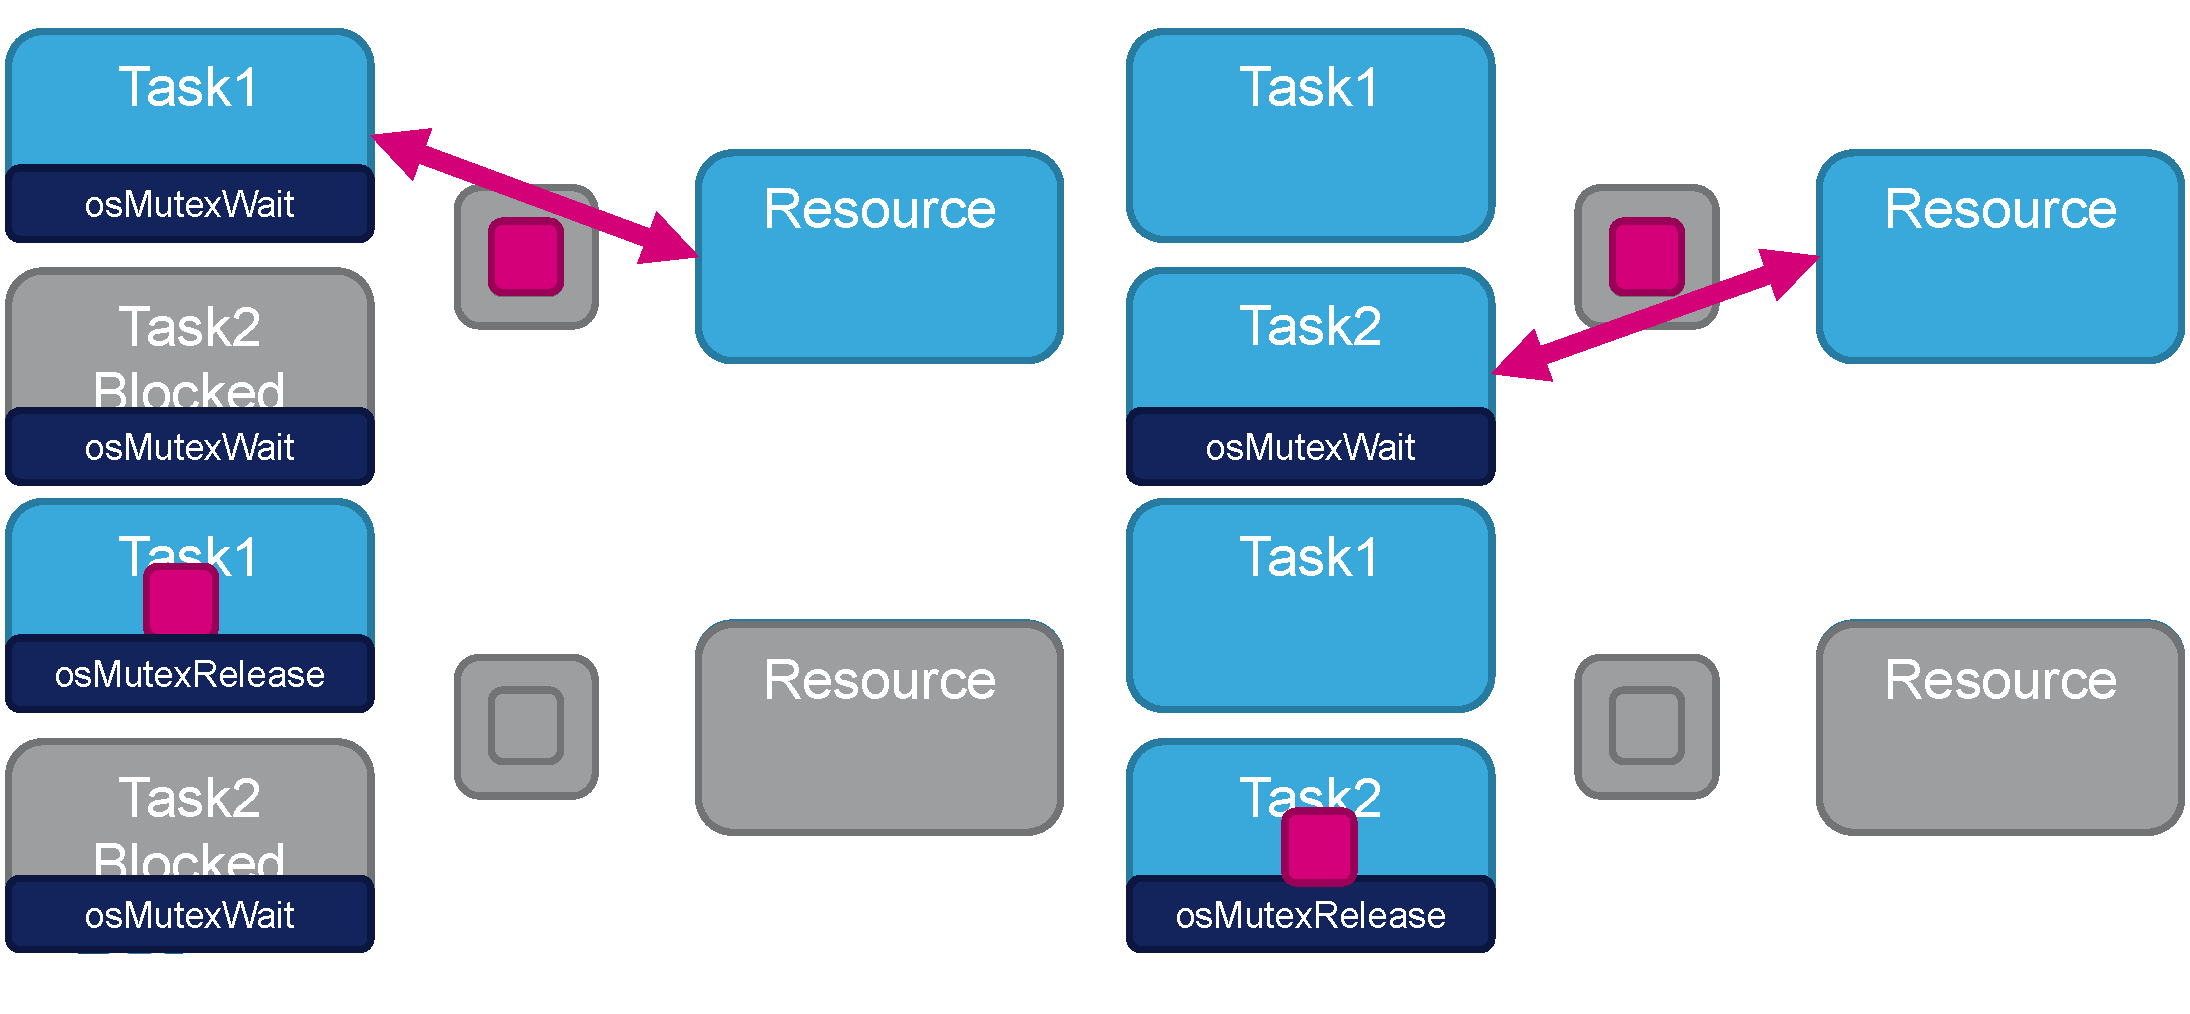 Task1
osMutexWait
Resource
Task2
Blocked
osMutexWait
Task1
Resource
Task2
osMutexWait
Task1
osMutexRelease
Resource
Task2
Blocked
osMutexWait
Task1
Resource
Task2
osMutexRelease